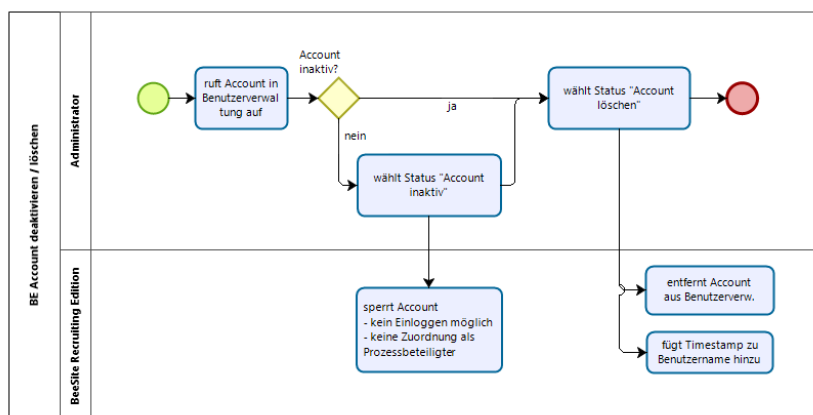 BE Account deaktivieren / löschen
Administrator
ruft Account in
Benutzerverwal
tung auf
Account
inaktiv?
ja
nein
wählt Status "Account
inaktiv"
wählt Status "Account
löschen"
BeeSite Recruiting Edition
sperrt Account
- kein Einloggen möglich
- keine Zuordnung als
Prozessbeteiligter
entfernt Account
aus Benutzerverw.
fügt Timestamp zu
Benutzername hinzu